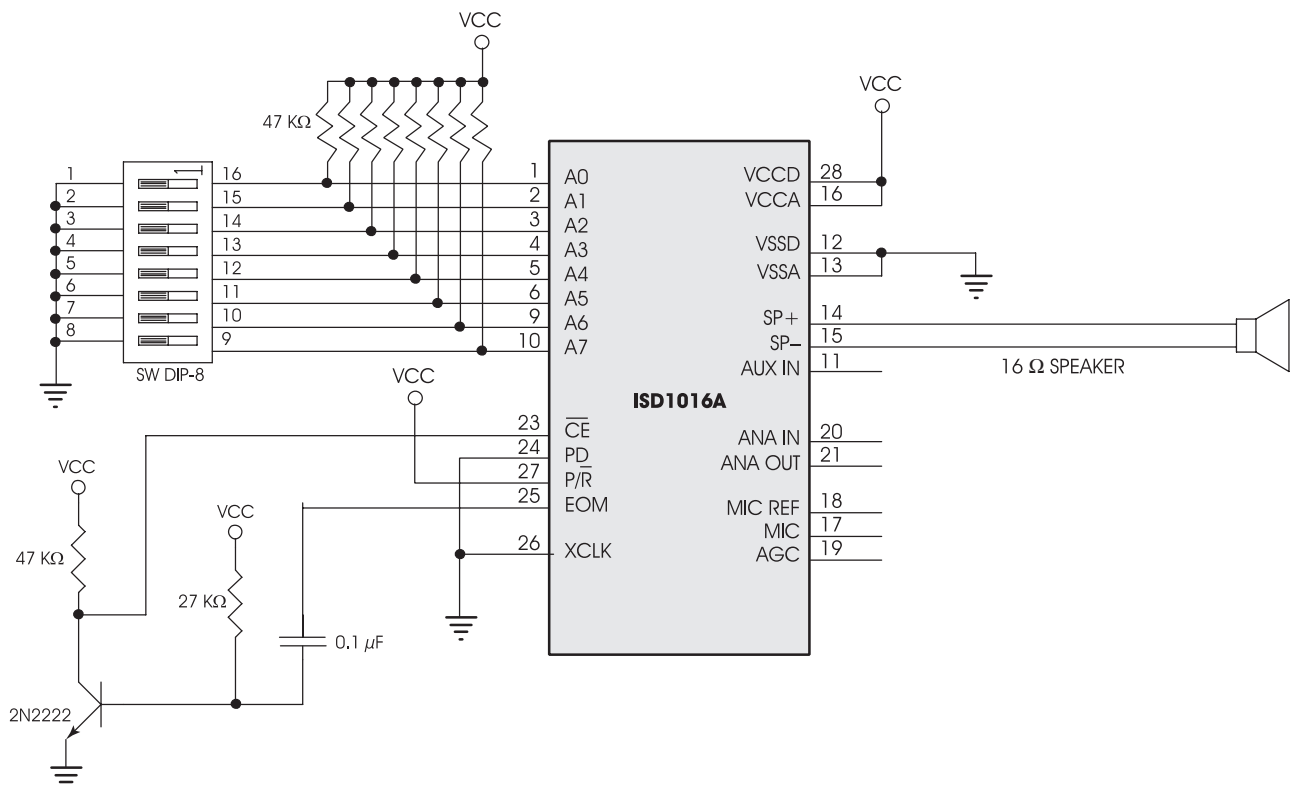 VCC
47 KΩ
1 16
2 15
3 14
4 13
5 12
6 11
7 10
8 9
SW DIP-8
1 A0
2 A1
3 A2
4 A3
5 A4
6 A5
9 A6
10 A7
VCC
23 C̅E̅
24 PD
27 P/R̅
25 EOM
26 XCLK
ISD1016A
VCC
VCCD 28
VCCA 16
VSSD 12
VSSA 13
SP+ 14
SP– 15
AUX IN 11
16 Ω SPEAKER
ANA IN 20
ANA OUT 21
MIC REF 18
MIC 17
AGC 19
VCC
47 KΩ
VCC
27 KΩ
0.1 µF
2N2222